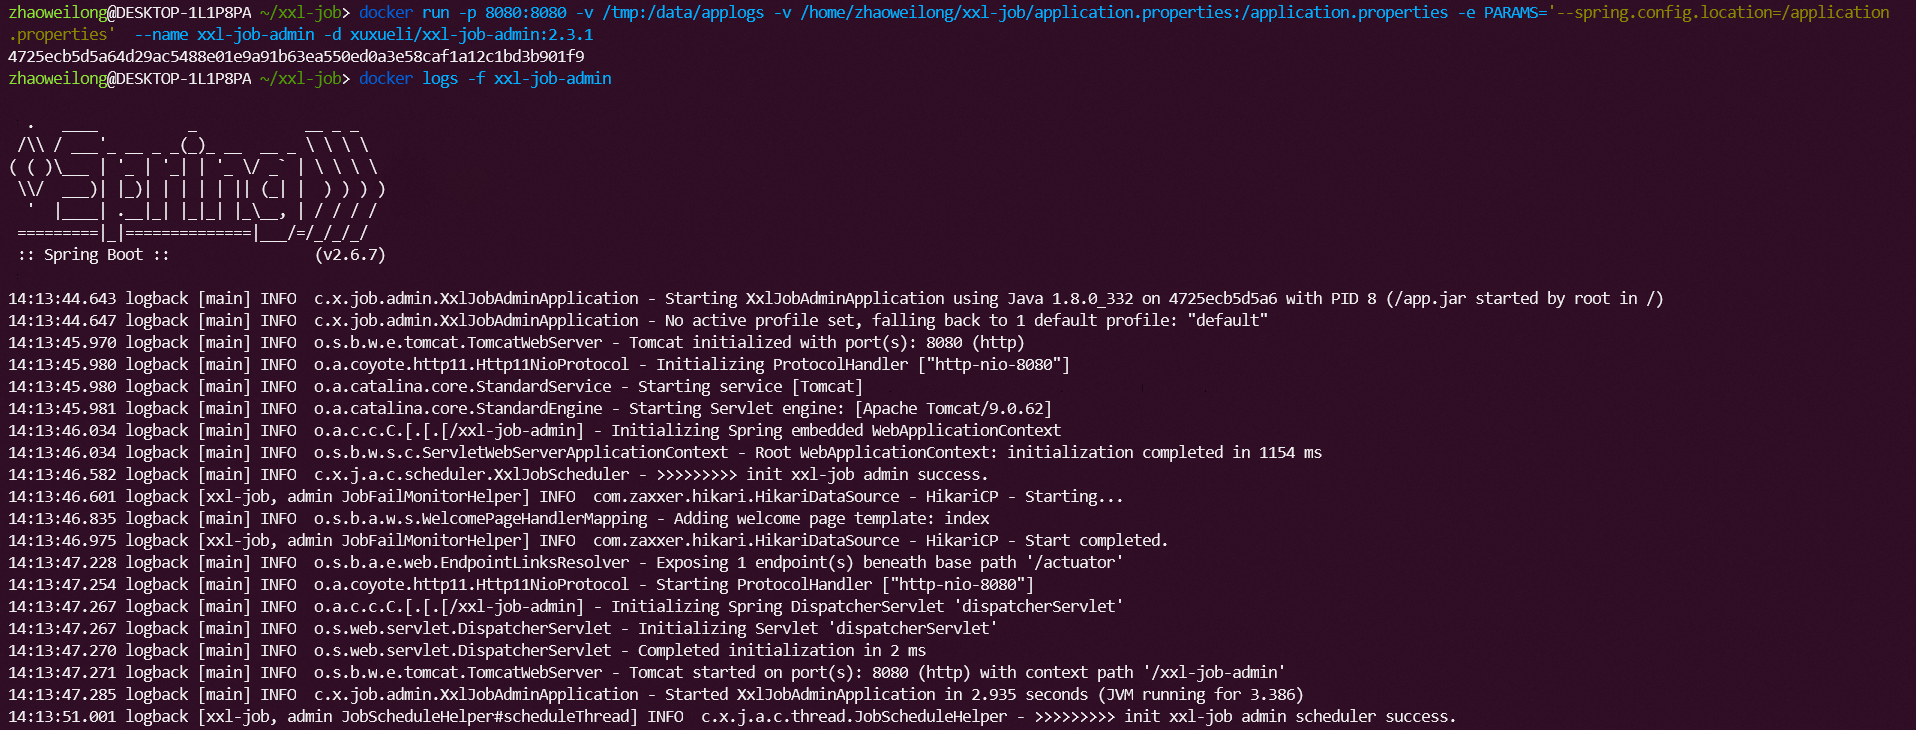 zhaoweilong@DESKTOP-1L1P8PA ~/xxl-job> docker run -p 8080:8080 -v /tmp:/data/applogs -v /home/zhaoweilong/xxl-job/application.properties:/application.properties -e PARAMS='--spring.config.location=/application
.properties'  --name xxl-job-admin -d xuxueli/xxl-job-admin:2.3.1
4725ecb5d5a64d29ac5488e01e9a91b63ea550ed0a3e58caf1a12c1bd3b901f9
zhaoweilong@DESKTOP-1L1P8PA ~/xxl-job> docker logs -f xxl-job-admin
  .   ____          _            __ _ _
 /\\ / ___'_ __ _ _(_)_ __  __ _ \ \ \ \
( ( )\___ | '_ | '_| | '_ \/ _` | \ \ \ \
 \\/  ___)| |_)| | | | | || (_| |  ) ) ) )
  '  |____| .__|_| |_|_| |_\__, | / / / /
 =========|_|==============|___/=/_/_/_/
 :: Spring Boot ::                (v2.6.7)
14:13:44.643 logback [main] INFO  c.x.job.admin.XxlJobAdminApplication - Starting XxlJobAdminApplication using Java 1.8.0_332 on 4725ecb5d5a6 with PID 8 (/app.jar started by root in /)
14:13:44.647 logback [main] INFO  c.x.job.admin.XxlJobAdminApplication - No active profile set, falling back to 1 default profile: "default"
14:13:45.970 logback [main] INFO  o.s.b.w.e.tomcat.TomcatWebServer - Tomcat initialized with port(s): 8080 (http)
14:13:45.980 logback [main] INFO  o.a.coyote.http11.Http11NioProtocol - Initializing ProtocolHandler ["http-nio-8080"]
14:13:45.980 logback [main] INFO  o.a.catalina.core.StandardService - Starting service [Tomcat]
14:13:45.981 logback [main] INFO  o.a.catalina.core.StandardEngine - Starting Servlet engine: [Apache Tomcat/9.0.62]
14:13:46.034 logback [main] INFO  o.a.c.c.C.[.[.[/xxl-job-admin] - Initializing Spring embedded WebApplicationContext
14:13:46.034 logback [main] INFO  o.s.b.w.s.c.ServletWebServerApplicationContext - Root WebApplicationContext: initialization completed in 1154 ms
14:13:46.582 logback [main] INFO  c.x.j.a.c.scheduler.XxlJobScheduler - >>>>>>>>> init xxl-job admin success.
14:13:46.601 logback [xxl-job, admin JobFailMonitorHelper] INFO  com.zaxxer.hikari.HikariDataSource - HikariCP - Starting...
14:13:46.835 logback [main] INFO  o.s.b.a.w.s.WelcomePageHandlerMapping - Adding welcome page template: index
14:13:46.975 logback [xxl-job, admin JobFailMonitorHelper] INFO  com.zaxxer.hikari.HikariDataSource - HikariCP - Start completed.
14:13:47.228 logback [main] INFO  o.s.b.a.e.web.EndpointLinksResolver - Exposing 1 endpoint(s) beneath base path '/actuator'
14:13:47.254 logback [main] INFO  o.a.coyote.http11.Http11NioProtocol - Starting ProtocolHandler ["http-nio-8080"]
14:13:47.267 logback [main] INFO  o.a.c.c.C.[.[.[/xxl-job-admin] - Initializing Spring DispatcherServlet 'dispatcherServlet'
14:13:47.267 logback [main] INFO  o.s.web.servlet.DispatcherServlet - Initializing Servlet 'dispatcherServlet'
14:13:47.270 logback [main] INFO  o.s.web.servlet.DispatcherServlet - Completed initialization in 2 ms
14:13:47.271 logback [main] INFO  o.s.b.w.e.tomcat.TomcatWebServer - Tomcat started on port(s): 8080 (http) with context path '/xxl-job-admin'
14:13:47.285 logback [main] INFO  c.x.job.admin.XxlJobAdminApplication - Started XxlJobAdminApplication in 2.935 seconds (JVM running for 3.386)
14:13:51.001 logback [xxl-job, admin JobScheduleHelper#scheduleThread] INFO  c.x.j.a.c.thread.JobScheduleHelper - >>>>>>>>> init xxl-job admin scheduler success.